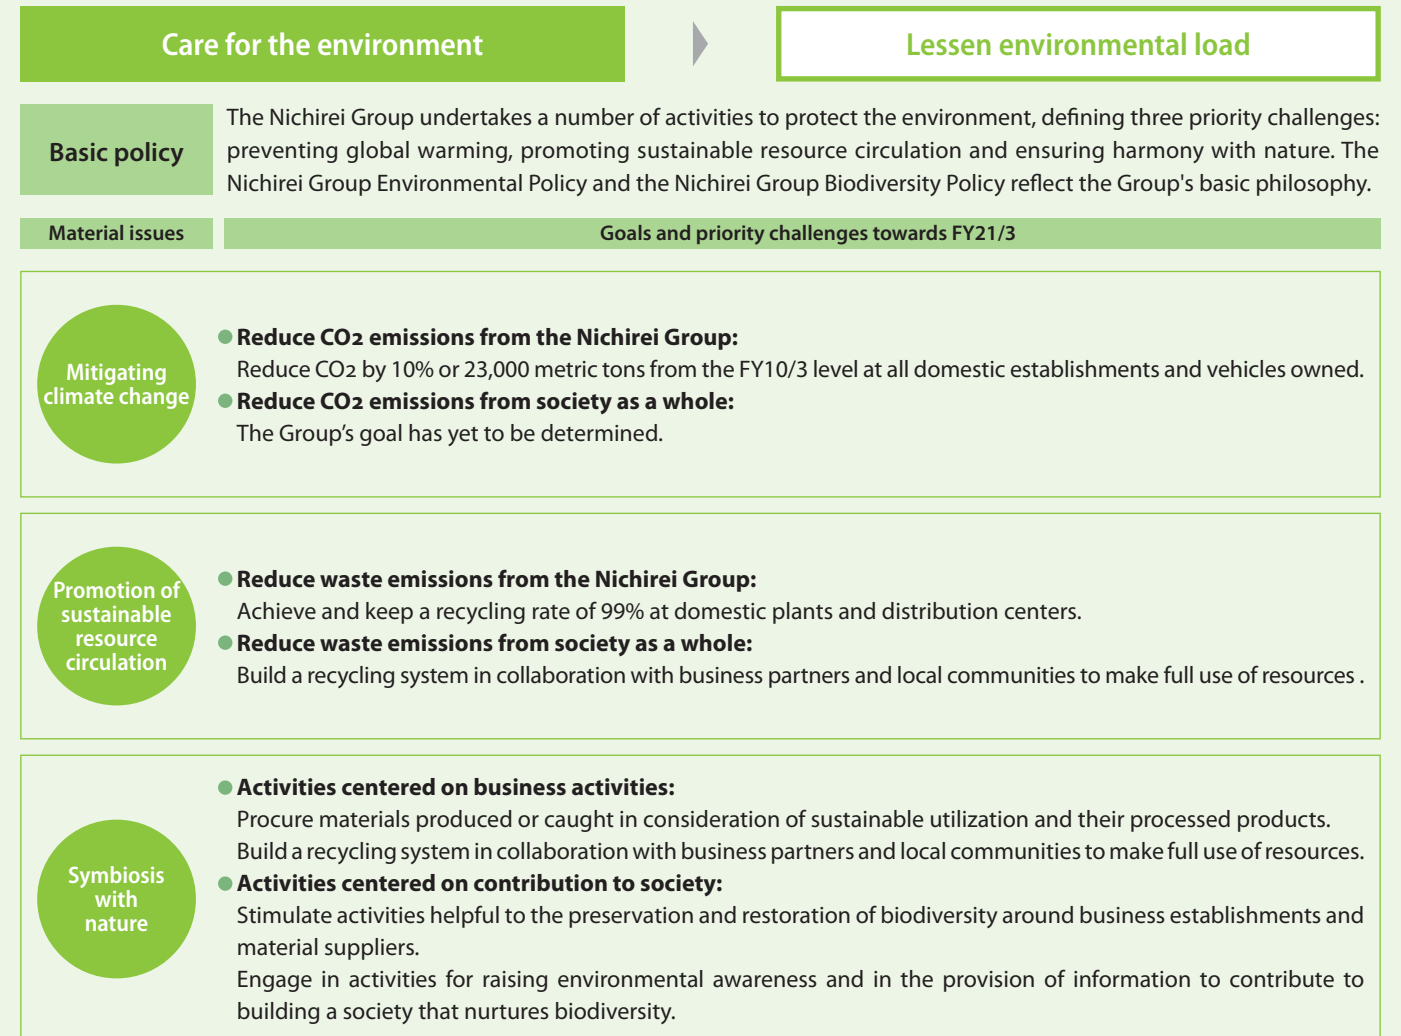 Care for the environment
Lessen environmental load
Basic policy
The Nichirei Group undertakes a number of activities to protect the environment, defining three priority challenges:
preventing global warming, promoting sustainable resource circulation and ensuring harmony with nature. The
Nichirei Group Environmental Policy and the Nichirei Group Biodiversity Policy reflect the Group's basic philosophy.
Material issues
Goals and priority challenges towards FY21/3
Mitigating
climate change
Reduce CO2 emissions from the Nichirei Group:
Reduce CO2 by 10% or 23,000 metric tons from the FY10/3 level at all domestic establishments and vehicles owned.
Reduce CO2 emissions from society as a whole:
The Group’s goal has yet to be determined.
Promotion of
sustainable
resource
circulation
Reduce waste emissions from the Nichirei Group:
Achieve and keep a recycling rate of 99% at domestic plants and distribution centers.
Reduce waste emissions from society as a whole:
Build a recycling system in collaboration with business partners and local communities to make full use of resources .
Symbiosis
with
nature
Activities centered on business activities:
Procure materials produced or caught in consideration of sustainable utilization and their processed products.
Build a recycling system in collaboration with business partners and local communities to make full use of resources.
Activities centered on contribution to society:
Stimulate activities helpful to the preservation and restoration of biodiversity around business establishments and
material suppliers.
Engage in activities for raising environmental awareness and in the provision of information to contribute to
building a society that nurtures biodiversity.